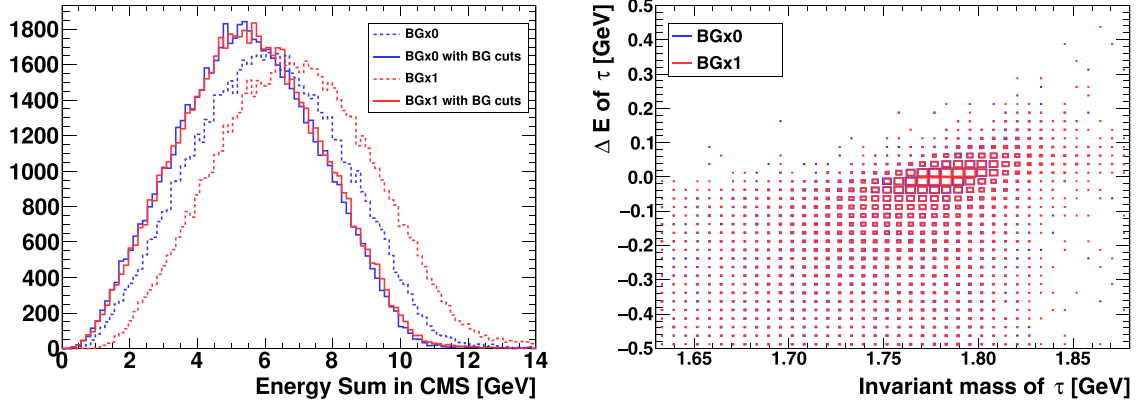 1800
1600
1400
1200
1000
800
600
400
200
0
0 2 4 6 8 10 12 14
Energy Sum in CMS [GeV]
BGx0
BGx0 with BG cuts
BGx1
BGx1 with BG cuts
Δ E of τ [GeV]
0.5
0.4
0.3
0.2
0.1
0.0
−0.1
−0.2
−0.3
−0.4
−0.5
1.65 1.70 1.75 1.80 1.85
Invariant mass of τ [GeV]
BGx0
BGx1